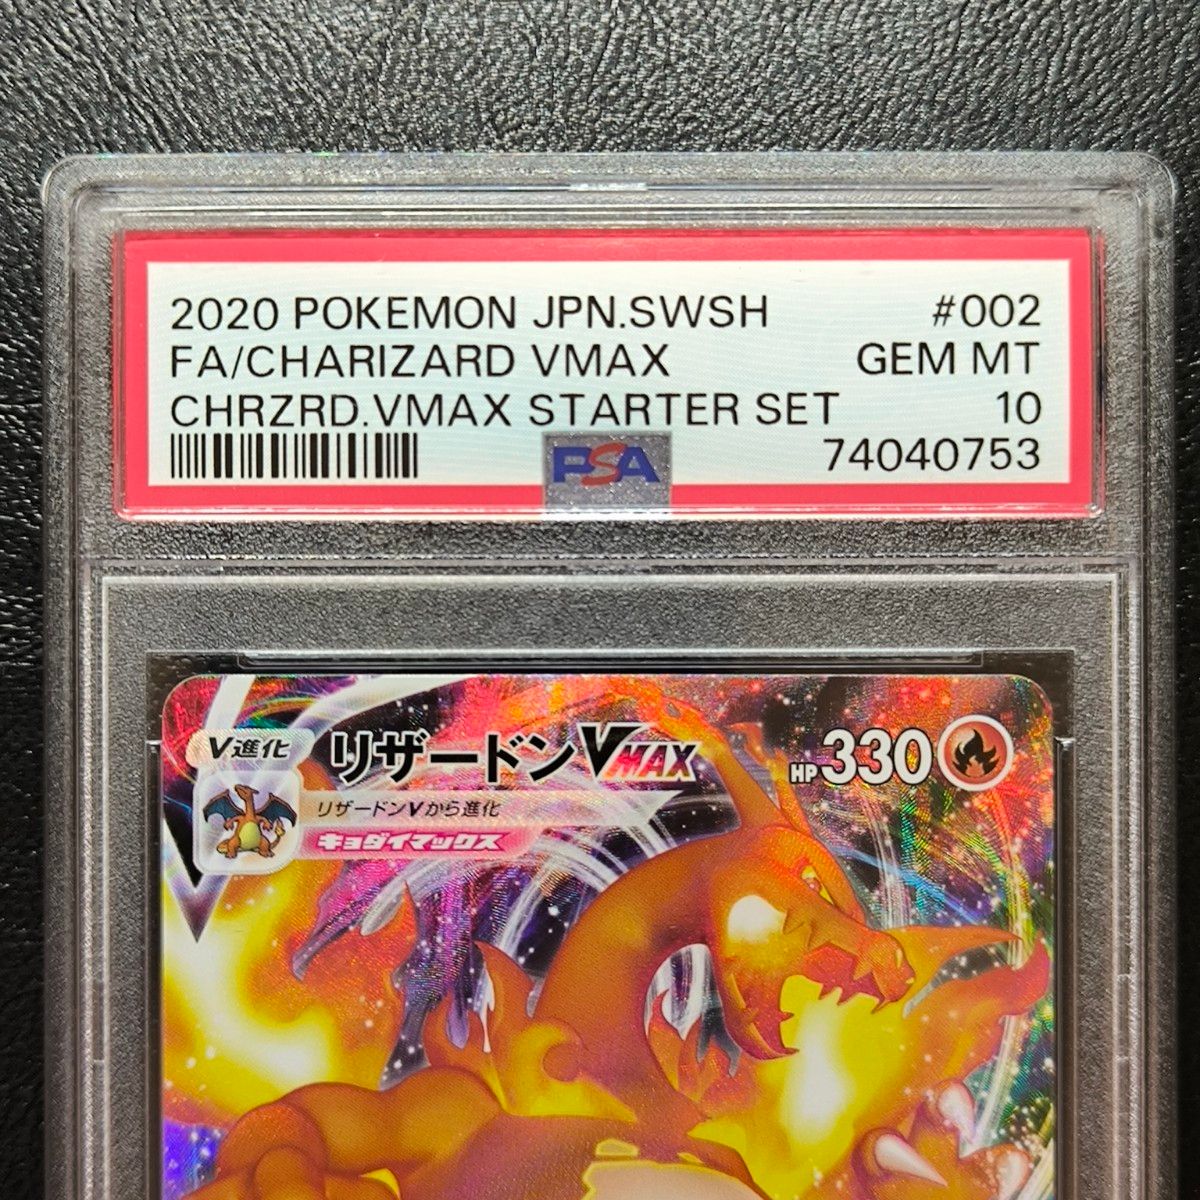 2020 POKEMON JPN.SWSH #002
FA/CHARIZARD VMAX GEM MT
CHRZRD.VMAX STARTER SET 10
PSA 74040753
V進化 リザードンVMAX HP330
リザードンVから進化
キョダイマックス